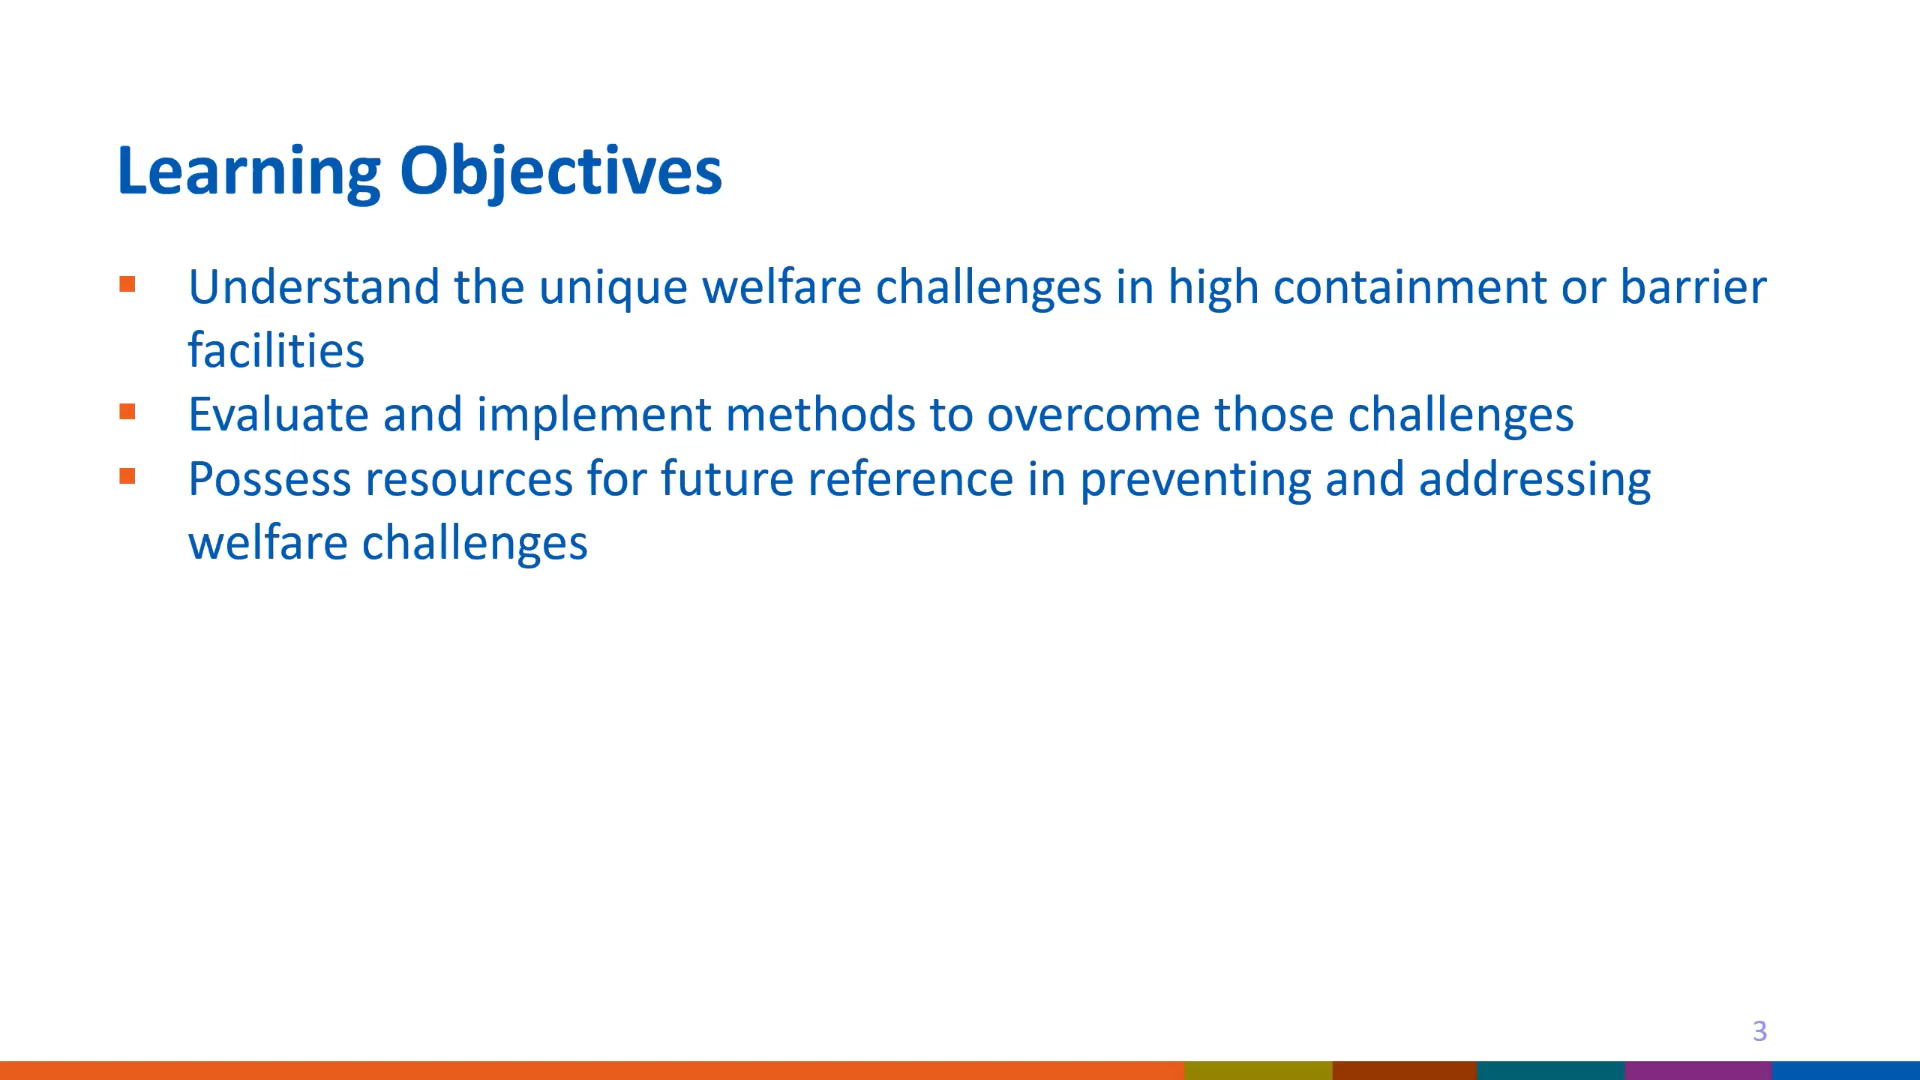 Learning Objectives
▪ Understand the unique welfare challenges in high containment or barrier
facilities
▪ Evaluate and implement methods to overcome those challenges
▪ Possess resources for future reference in preventing and addressing
welfare challenges
3